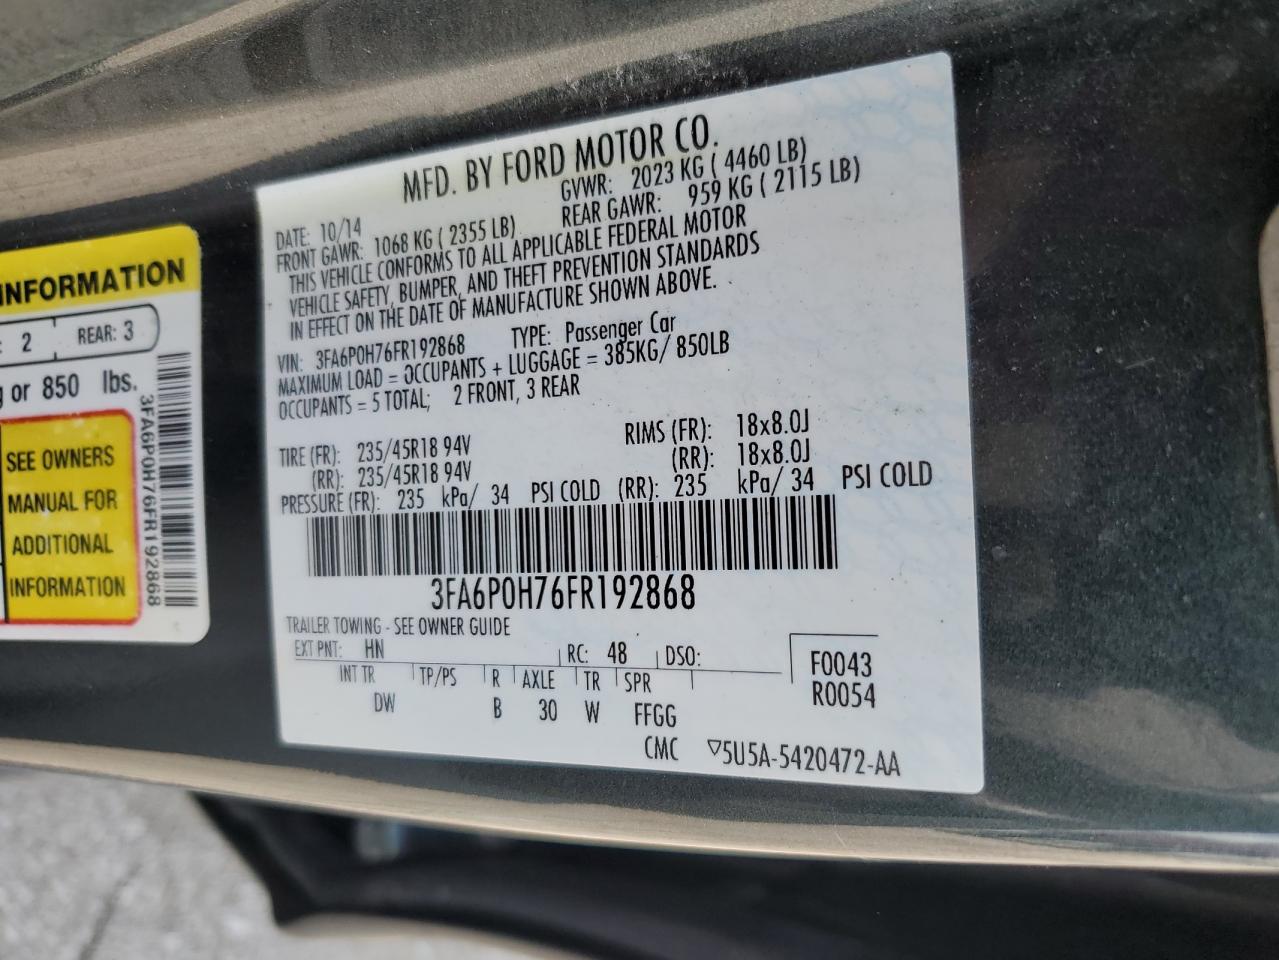 MFD. BY FORD MOTOR CO.
DATE: 10/14 GVWR: 2023 KG ( 4460 LB)
FRONT GAWR: 1068 KG ( 2355 LB) REAR GAWR: 959 KG ( 2115 LB)
THIS VEHICLE CONFORMS TO ALL APPLICABLE FEDERAL MOTOR
VEHICLE SAFETY, BUMPER, AND THEFT PREVENTION STANDARDS
IN EFFECT ON THE DATE OF MANUFACTURE SHOWN ABOVE.
VIN: 3FA6P0H76FR192868 TYPE: Passenger Car
MAXIMUM LOAD = OCCUPANTS + LUGGAGE = 385KG/ 850LB
OCCUPANTS = 5 TOTAL; 2 FRONT, 3 REAR
TIRE (FR): 235/45R18 94V RIMS (FR): 18x8.0J
(RR): 235/45R18 94V (RR): 18x8.0J
PRESSURE (FR): 235 kPa/ 34 PSI COLD (RR): 235 kPa/ 34 PSI COLD
3FA6P0H76FR192868
TRAILER TOWING - SEE OWNER GUIDE
EXT PNT: HN RC: 48 DSO: F0043
INT TR TP/PS R AXLE TR SPR R0054
DW B 30 W FFGG
CMC 5U5A-5420472-AA
INFORMATION
2 REAR: 3
or 850 lbs.
SEE OWNERS
MANUAL FOR
ADDITIONAL
INFORMATION
3FA6P0H76FR192868